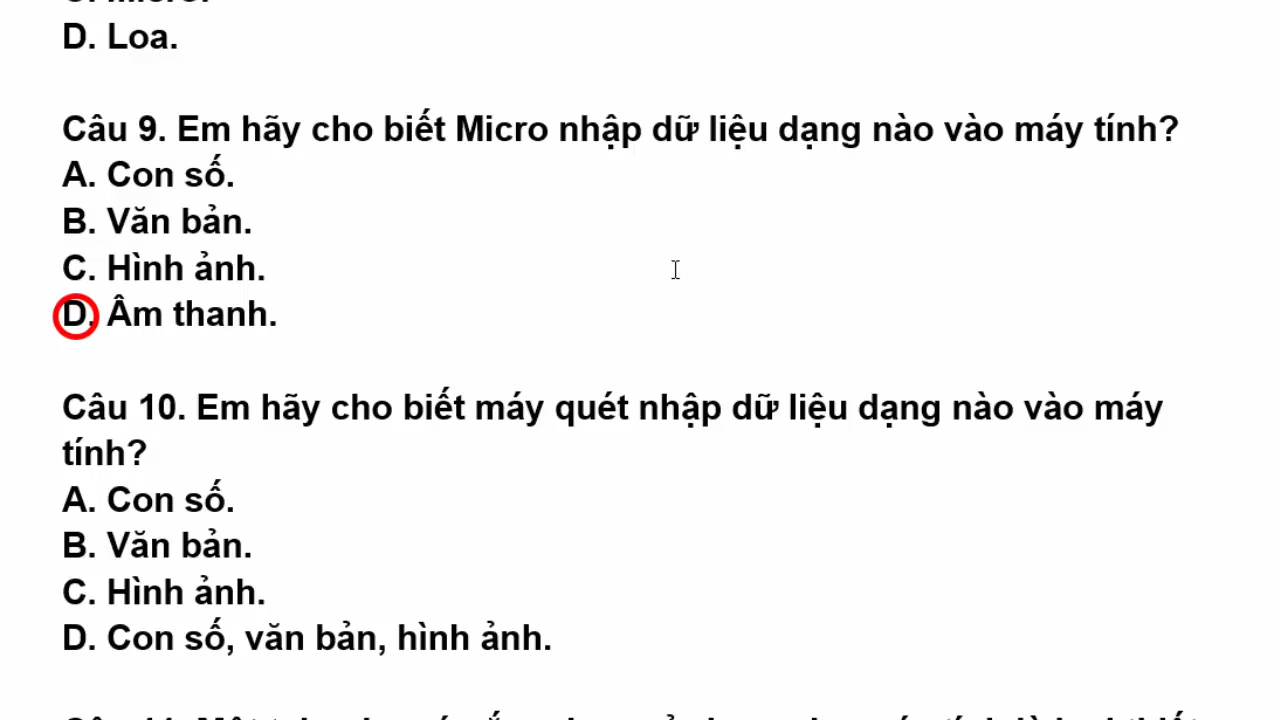 D. Loa.
Câu 9. Em hãy cho biết Micro nhập dữ liệu dạng nào vào máy tính?
A. Con số.
B. Văn bản.
C. Hình ảnh.
D. Âm thanh.
Câu 10. Em hãy cho biết máy quét nhập dữ liệu dạng nào vào máy
tính?
A. Con số.
B. Văn bản.
C. Hình ảnh.
D. Con số, văn bản, hình ảnh.